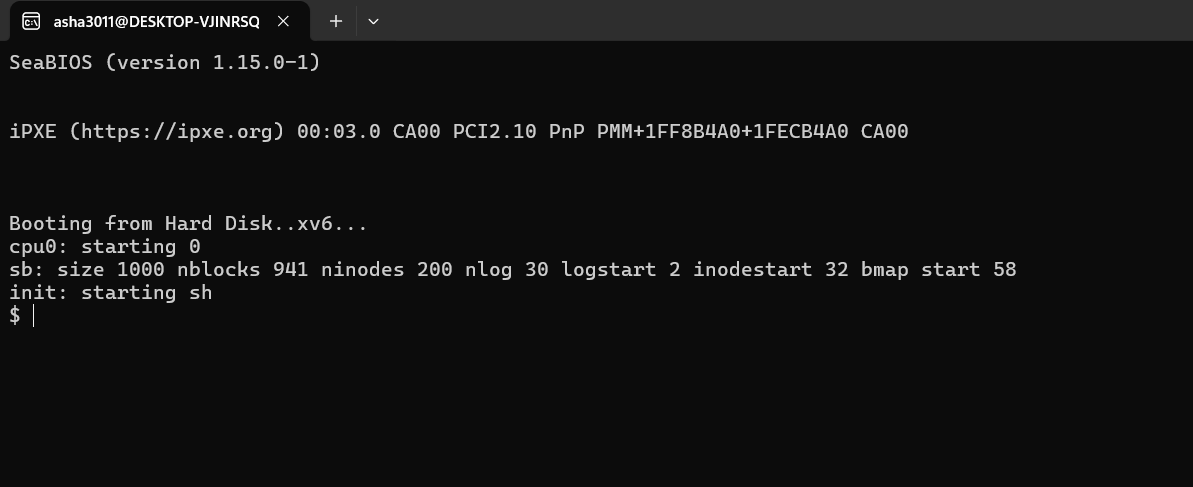 asha3011@DESKTOP-VJINRSQ
SeaBIOS (version 1.15.0-1)
iPXE (https://ipxe.org) 00:03.0 CA00 PCI2.10 PnP PMM+1FF8B4A0+1FECB4A0 CA00
Booting from Hard Disk..xv6...
cpu0: starting 0
sb: size 1000 nblocks 941 ninodes 200 nlog 30 logstart 2 inodestart 32 bmap start 58
init: starting sh
$